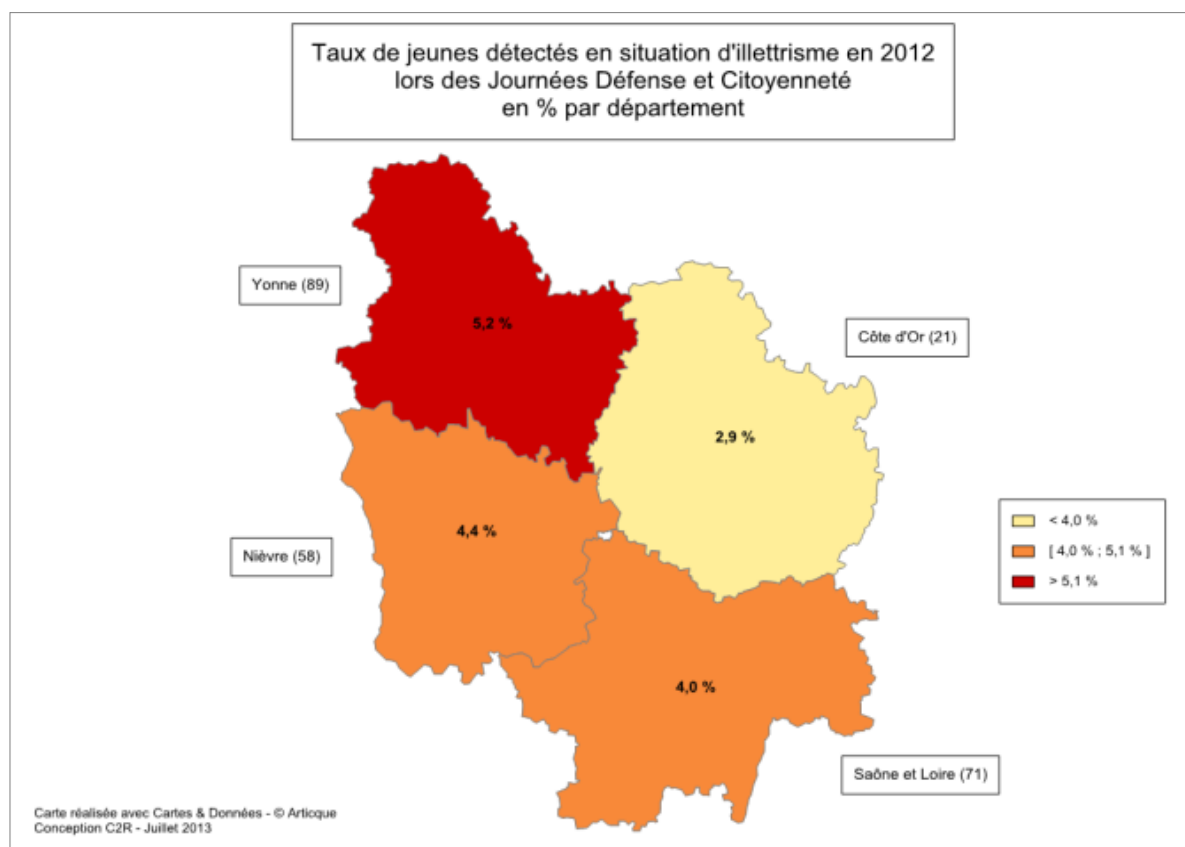 Taux de jeunes détectés en situation d'illettrisme en 2012
lors des Journées Défense et Citoyenneté
en % par département
Yonne (89)
5,2 %
Côte d'Or (21)
2,9 %
< 4,0 %
[ 4,0 % ; 5,1 % ]
> 5,1 %
4,4 %
Nièvre (58)
4,0 %
Saône et Loire (71)
Carte réalisée avec Cartes & Données - © Articque
Conception C2R - Juillet 2013